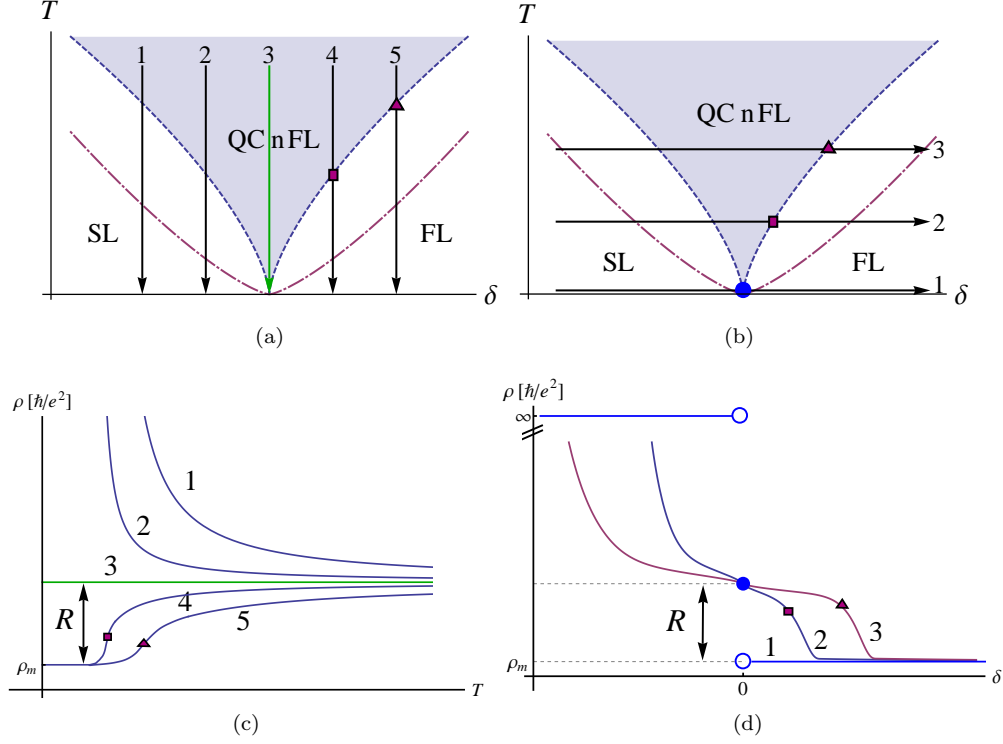 T
1 2 3 4 5
QC nFL
SL
FL
δ
(a)
T
QC nFL
3
2
SL
FL
1
δ
(b)
ρ [ℏ/e²]
1
2
3
4
R
5
ρm
T
(c)
ρ [ℏ/e²]
∞
R
1 2 3
ρm
0
δ
(d)